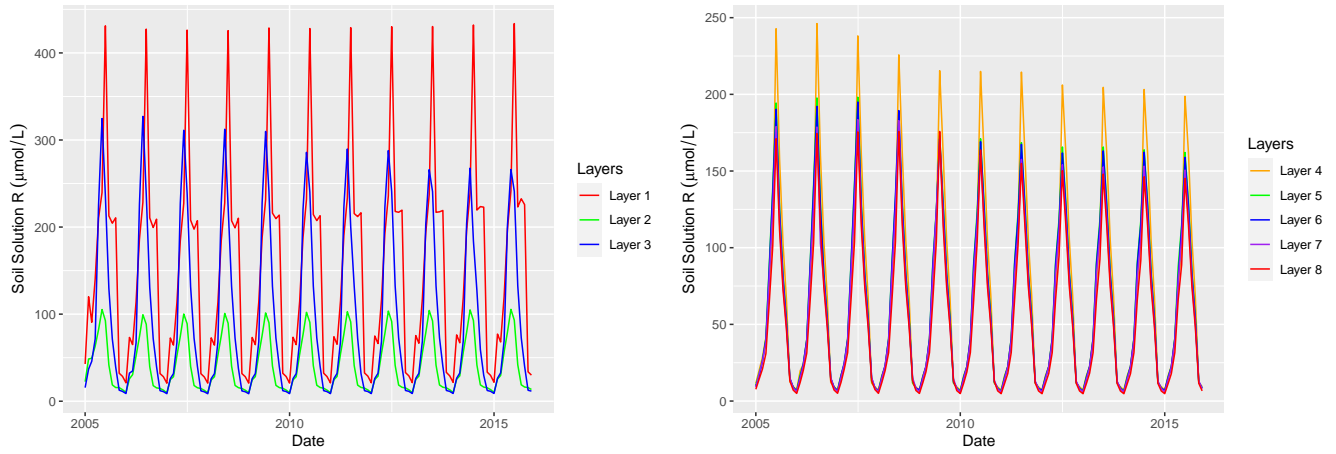 Soil Solution R (μmol/L)
400
300
200
100
0
2005
2010
2015
Date
Layers
Layer 1
Layer 2
Layer 3
Soil Solution R (μmol/L)
250
200
150
100
50
0
2005
2010
2015
Date
Layers
Layer 4
Layer 5
Layer 6
Layer 7
Layer 8